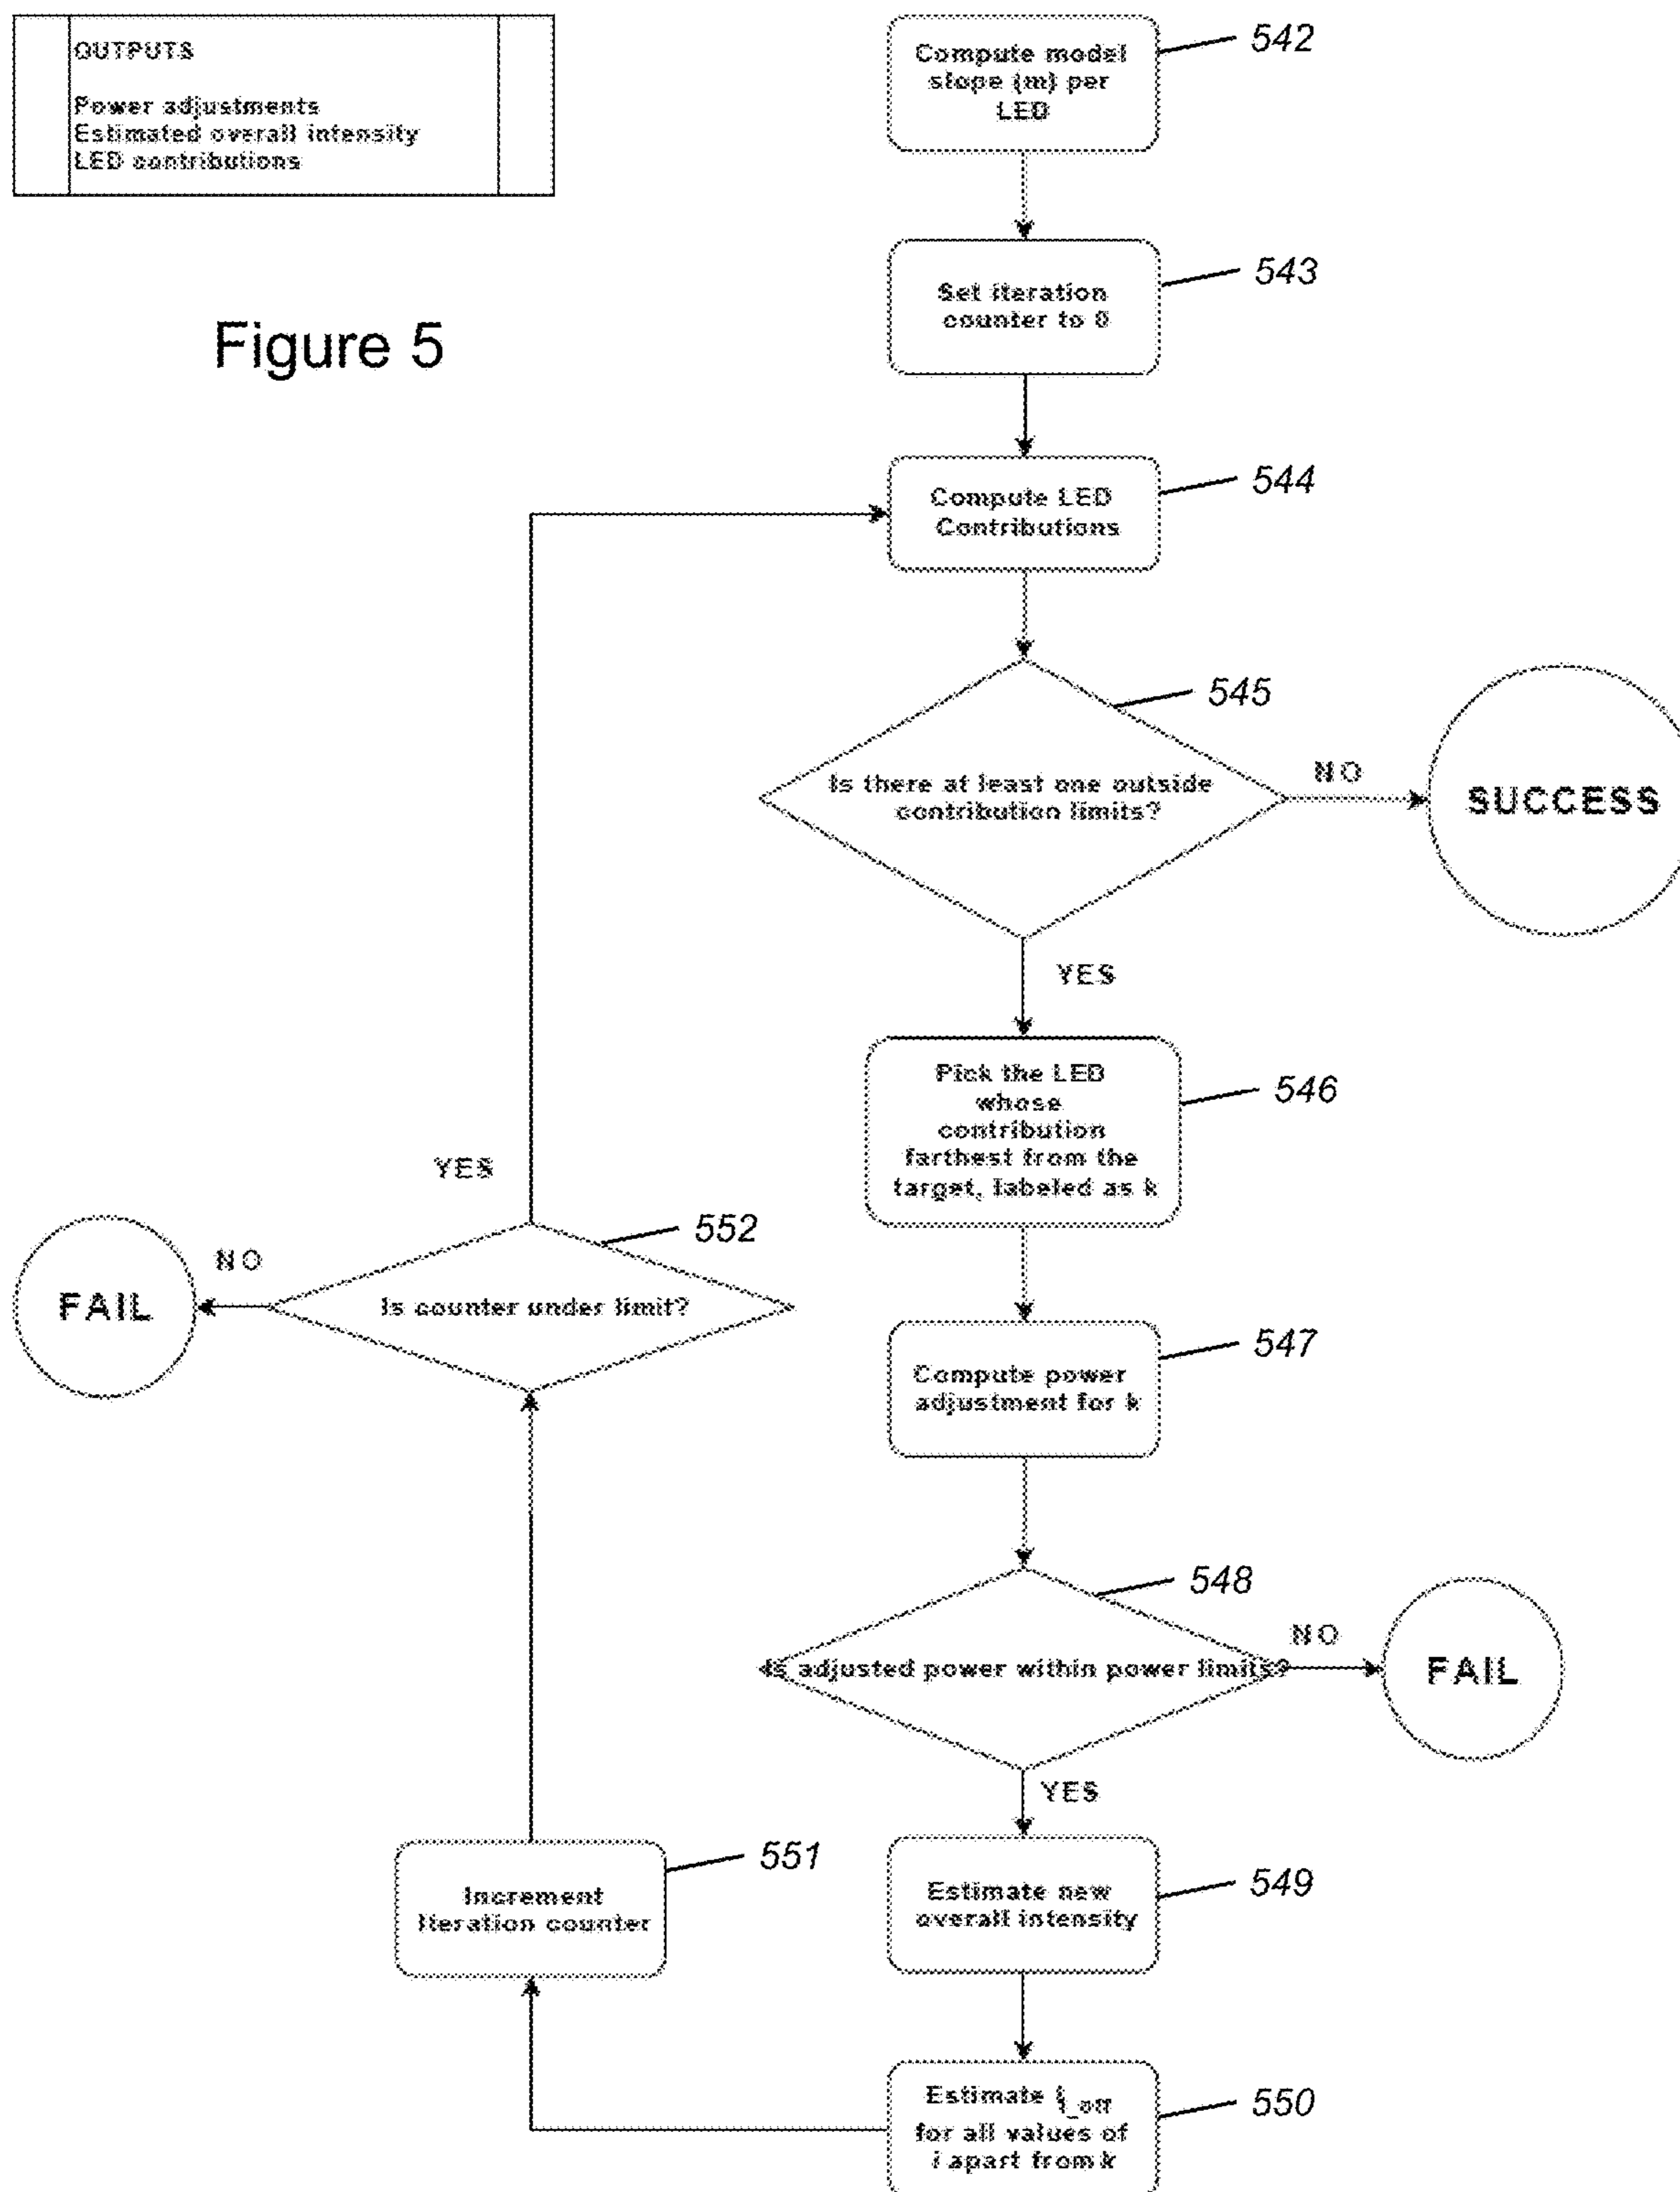 OUTPUTS
Power adjustments
Estimated overall intensity
LED contributions
Figure 5
Compute model
slope (m) per
LED
542
Set iteration
counter to 0
543
Compute LED
Contributions
544
545
Is there at least one outside
contribution limits?
NO
SUCCESS
YES
Pick the LED
whose
contribution
farthest from the
target, labeled as k
546
YES
552
NO
FAIL
Is counter under limit?
Compute power
adjustment for k
547
548
Is adjusted power within power limits?
NO
FAIL
YES
Increment
Iteration counter
551
Estimate new
overall intensity
549
Estimate I_i_off
for all values of
i apart from k
550